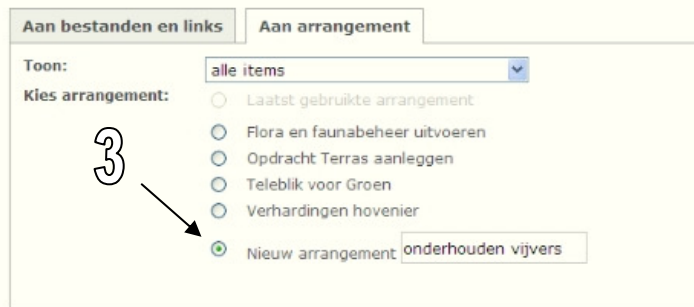 Aan bestanden en links Aan arrangement
Toon: alle items
Kies arrangement: Laatst gebruikte arrangement
Flora en faunabeheer uitvoeren
Opdracht Terras aanleggen
3 Teleblik voor Groen
Verhardingen hovenier
Nieuw arrangement onderhouden vijvers